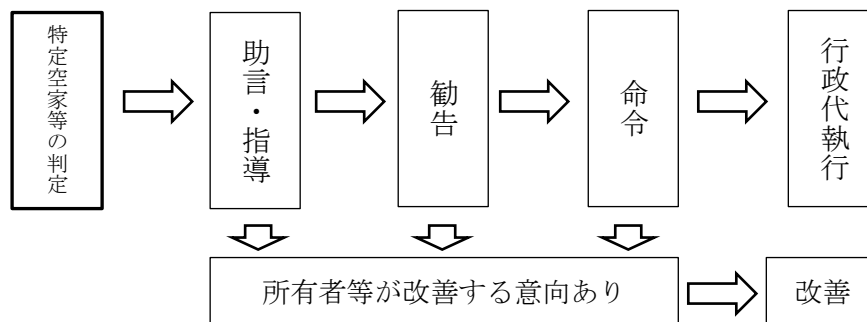 特定空家等の判定
助言・指導
勧告
命令
行政代執行
所有者等が改善する意向あり
改善